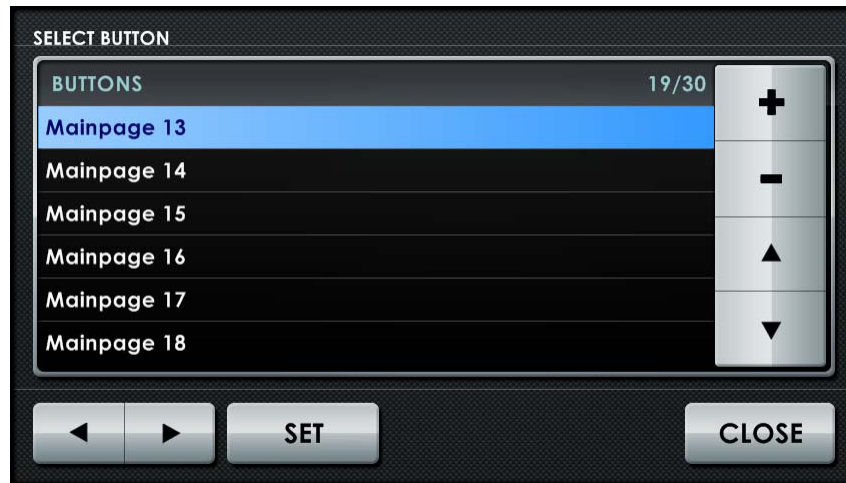 SELECT BUTTON
BUTTONS 19/30
Mainpage 13
Mainpage 14
Mainpage 15
Mainpage 16
Mainpage 17
Mainpage 18
SET CLOSE